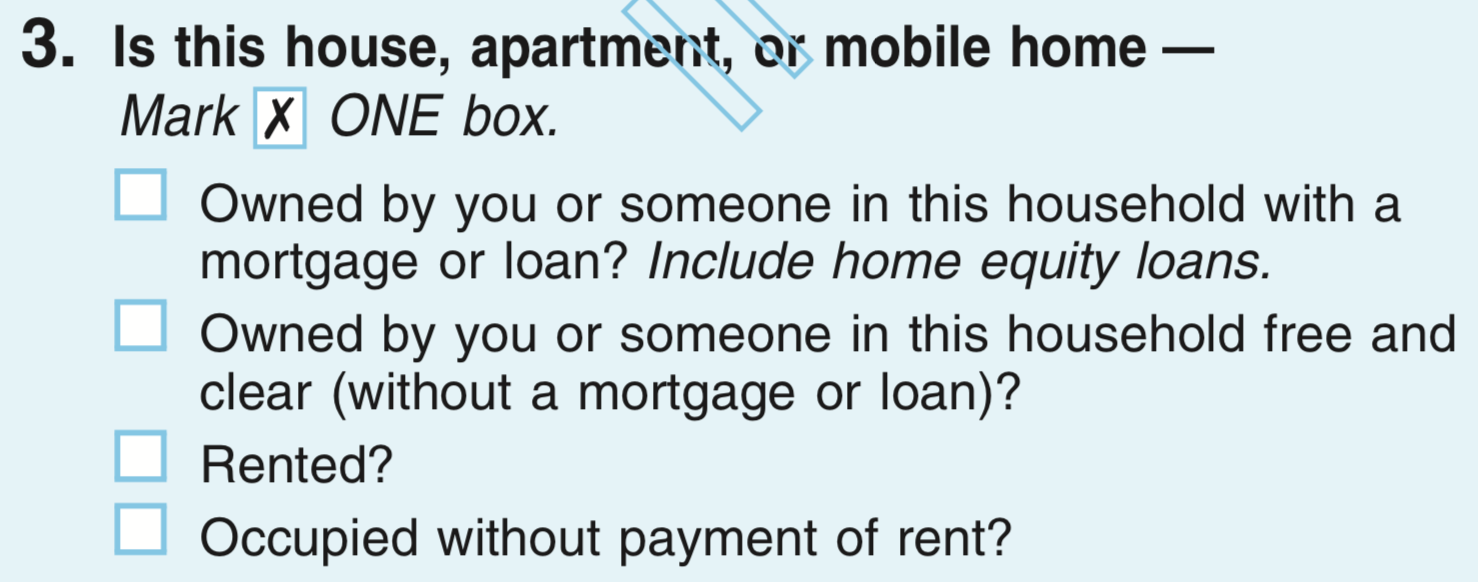 3. Is this house, apartment, or mobile home —
Mark ✗ ONE box.
Owned by you or someone in this household with a
mortgage or loan? Include home equity loans.
Owned by you or someone in this household free and
clear (without a mortgage or loan)?
Rented?
Occupied without payment of rent?